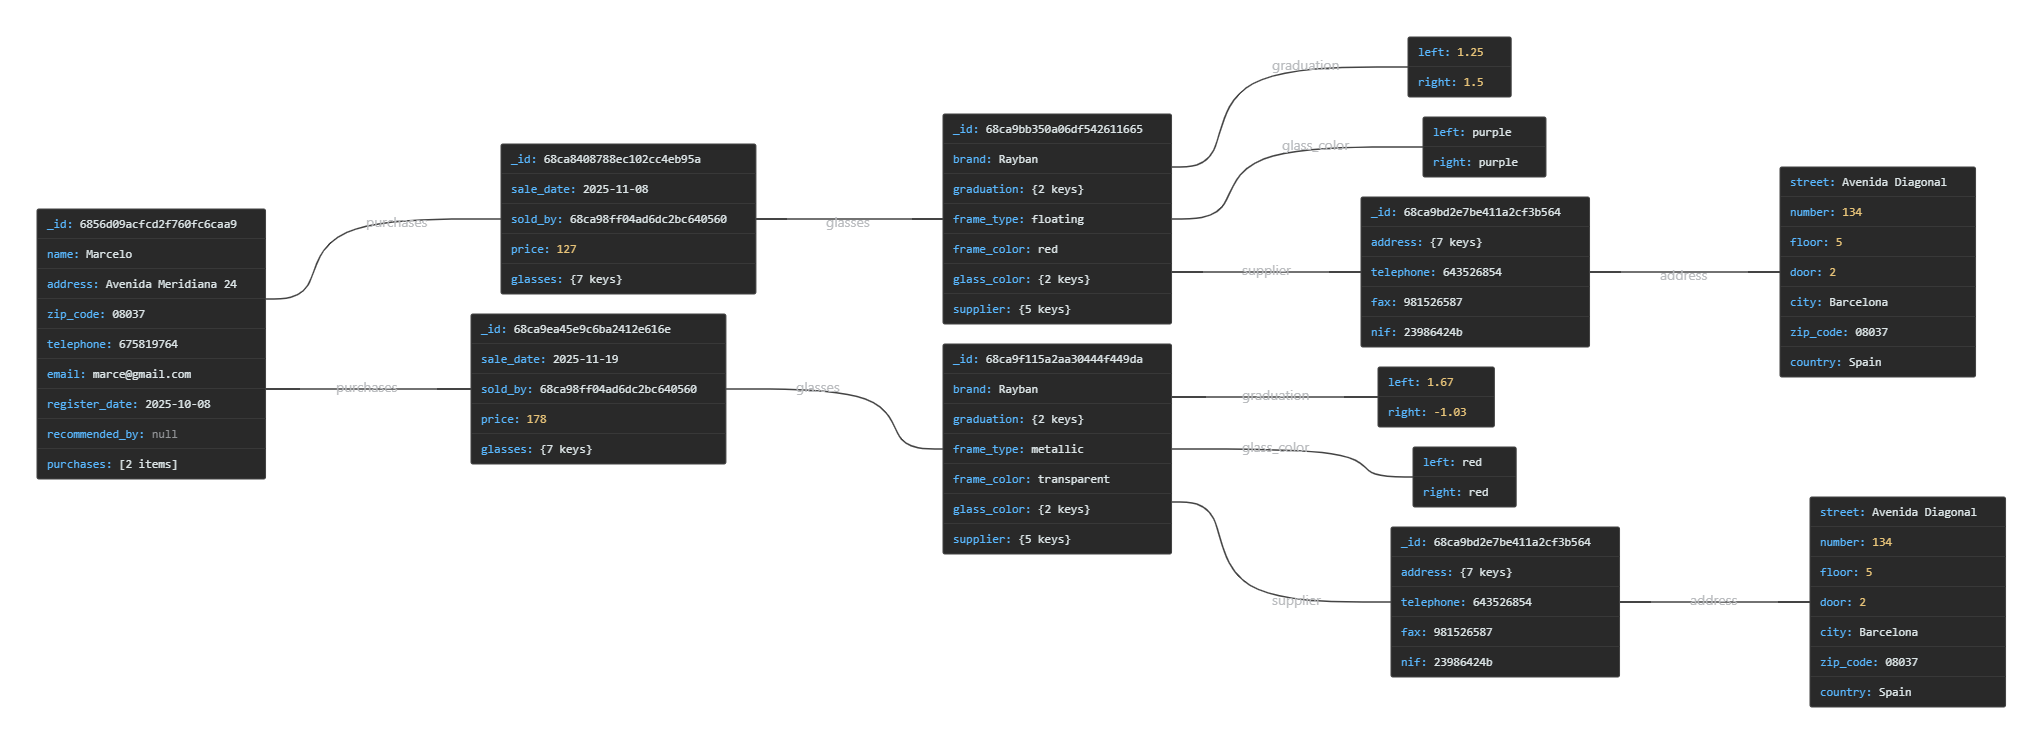 _id: 6856d09acfcd2f760fc6caa9
name: Marcelo
address: Avenida Meridiana 24
zip_code: 08037
telephone: 675819764
email: marce@gmail.com
register_date: 2025-10-08
recommended_by: null
purchases: [2 items]
purchases
purchases
_id: 68ca8408788ec102cc4eb95a
sale_date: 2025-11-08
sold_by: 68ca98ff04ad6dc2bc640560
price: 127
glasses: {7 keys}
_id: 68ca9ea45e9c6ba2412e616e
sale_date: 2025-11-19
sold_by: 68ca98ff04ad6dc2bc640560
price: 178
glasses: {7 keys}
glasses
glasses
_id: 68ca9bb350a06df542611665
brand: Rayban
graduation: {2 keys}
frame_type: floating
frame_color: red
glass_color: {2 keys}
supplier: {5 keys}
_id: 68ca9f115a2aa30444f449da
brand: Rayban
graduation: {2 keys}
frame_type: metallic
frame_color: transparent
glass_color: {2 keys}
supplier: {5 keys}
graduation
glass_color
supplier
graduation
glass_color
supplier
left: 1.25
right: 1.5
left: purple
right: purple
_id: 68ca9bd2e7be411a2cf3b564
address: {7 keys}
telephone: 643526854
fax: 981526587
nif: 23986424b
left: 1.67
right: -1.03
left: red
right: red
_id: 68ca9bd2e7be411a2cf3b564
address: {7 keys}
telephone: 643526854
fax: 981526587
nif: 23986424b
address
address
street: Avenida Diagonal
number: 134
floor: 5
door: 2
city: Barcelona
zip_code: 08037
country: Spain
street: Avenida Diagonal
number: 134
floor: 5
door: 2
city: Barcelona
zip_code: 08037
country: Spain